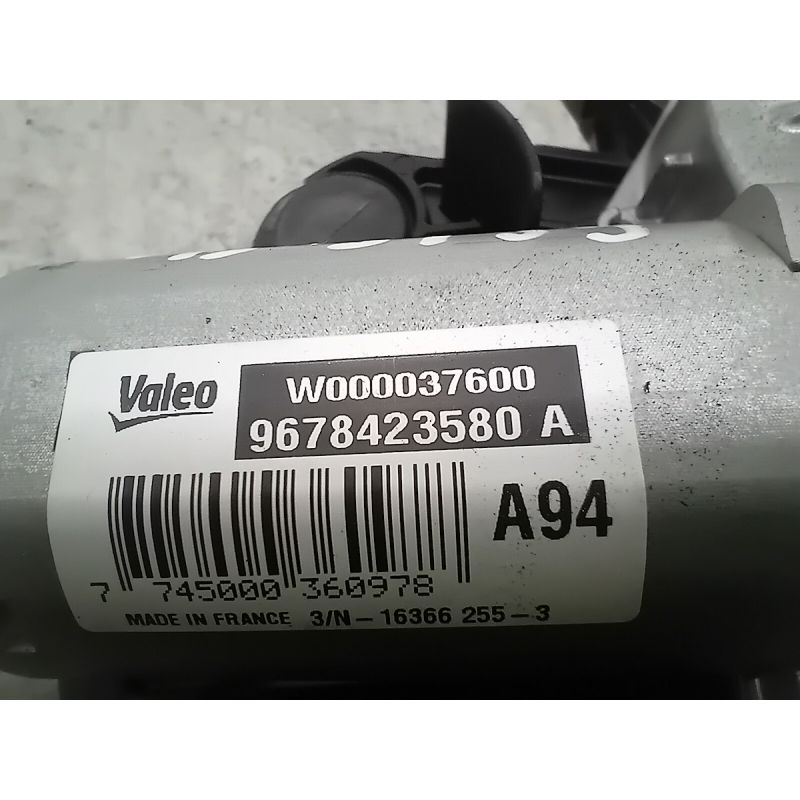 Valeo
W000037600
9678423580 A
A94
7 745000 360978
MADE IN FRANCE 3/N-16366 255-3